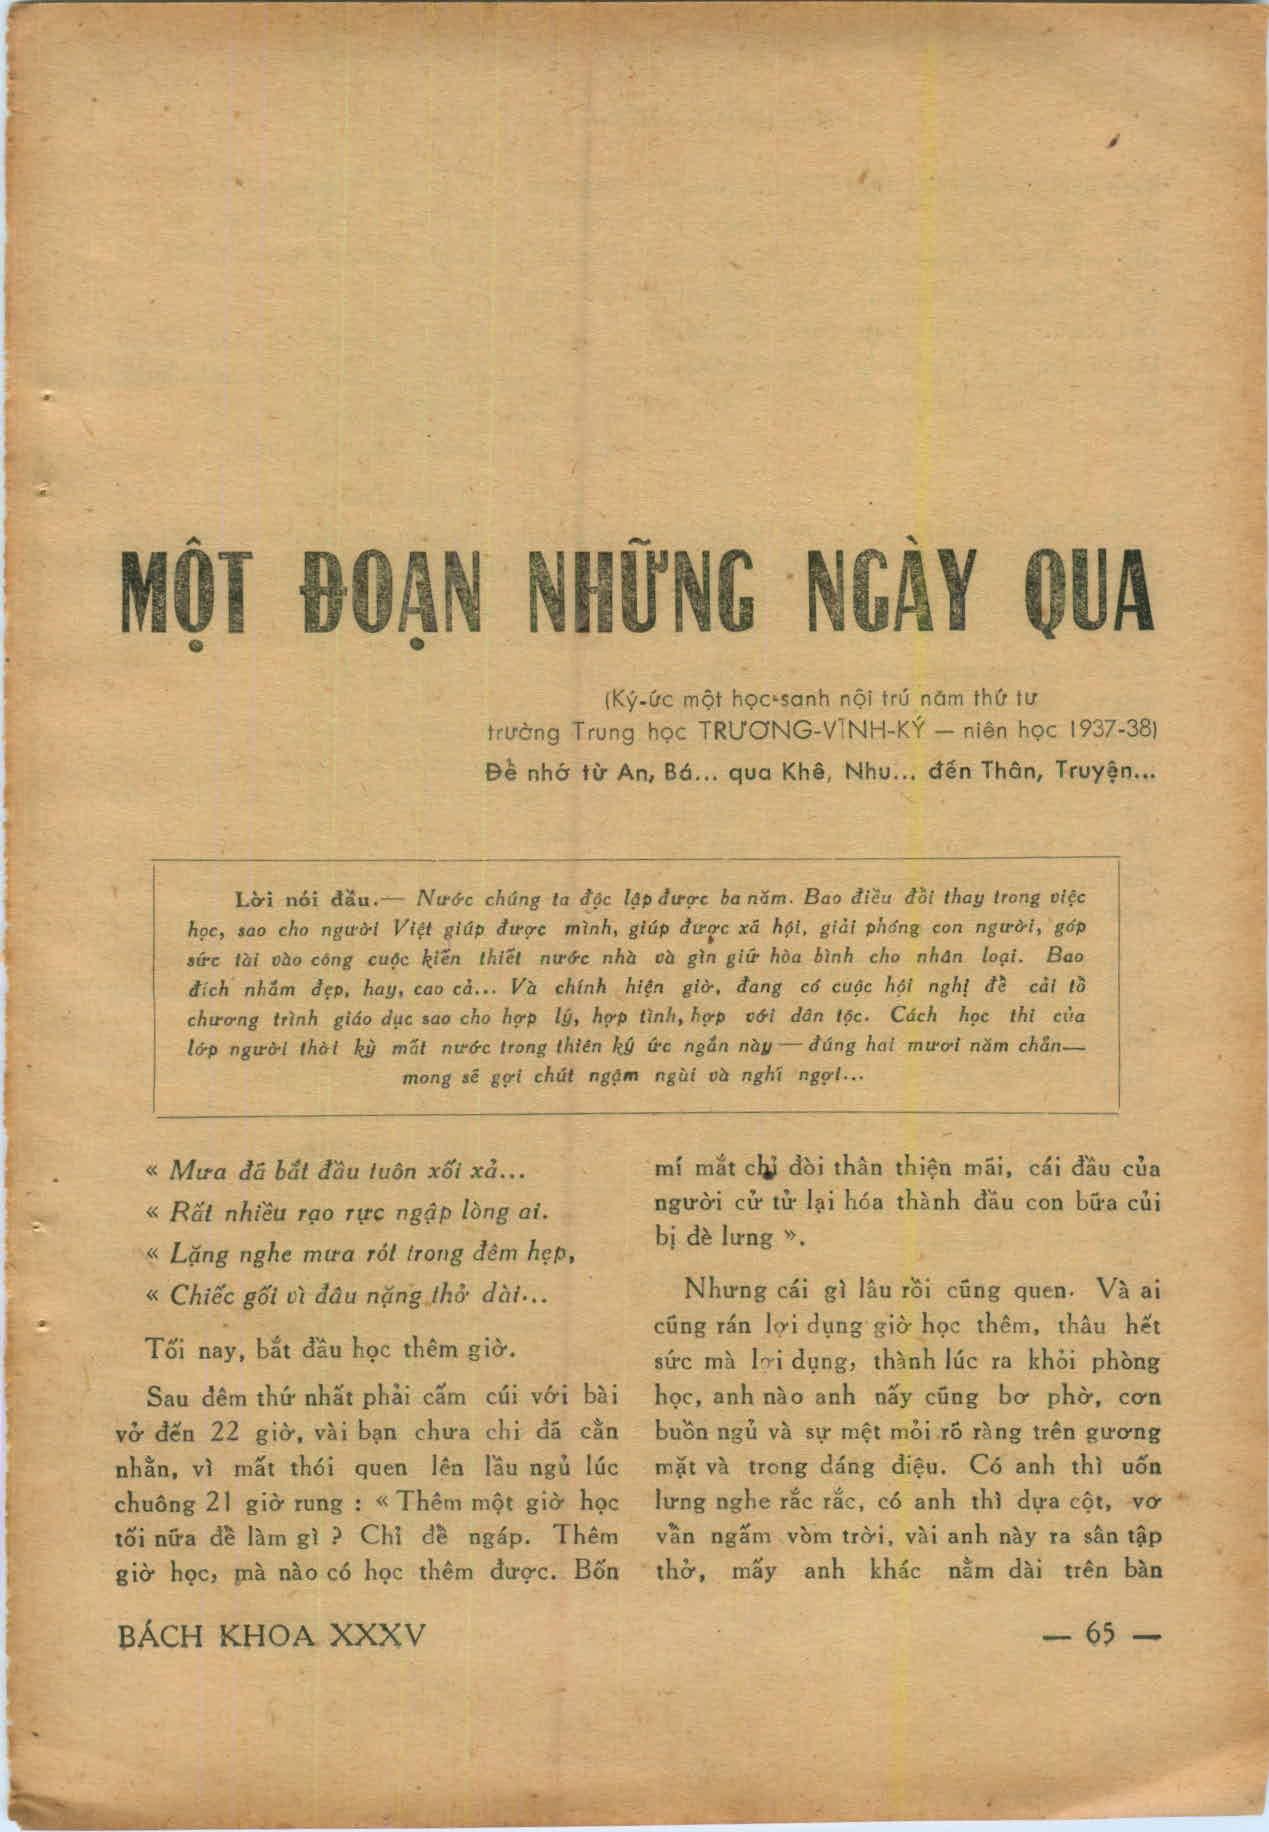 MỘT ĐOẠN NHỮNG NGÀY QUA
(Ký-ức một học-sanh nội trú năm thứ tư
trường Trung học TRƯƠNG-VĨNH-KÝ — niên học 1937-38)
Để nhớ từ An, Bá... qua Khê, Nhu... đến Thân, Truyện...
Lời nói đầu.— Nước chúng ta độc lập được ba năm. Bao điều đổi thay trong việc
học, sao cho người Việt giúp được mình, giúp được xã hội, giải phóng con người, góp
sức tài vào công cuộc kiến thiết nước nhà và gìn giữ hòa bình cho nhân loại. Bao
đích nhắm đẹp, hay, cao cả... Và chính hiện giờ, đang có cuộc hội nghị để cải tổ
chương trình giáo dục sao cho hợp lý, hợp tình, hợp với dân tộc. Cách học thi của
lớp người thời kỳ mất nước trong thiên ký ức ngắn này — đúng hai mươi năm chẵn—
mong sẽ gợi chút ngậm ngùi và nghĩ ngợi...
« Mưa đã bắt đầu tuôn xối xả...
« Rất nhiều rạo rực ngập lòng ai.
« Lặng nghe mưa rót trong đêm hẹp,
« Chiếc gối vì đâu nặng thở dài...
Tối nay, bắt đầu học thêm giờ.
Sau đêm thứ nhất phải cắm cúi với bài
vở đến 22 giờ, vài bạn chưa chi đã cằn
nhằn, vì mất thói quen lên lầu ngủ lúc
chuông 21 giờ rung : « Thêm một giờ học
tối nữa để làm gì ? Chỉ để ngáp. Thêm
giờ học, mà nào có học thêm được. Bốn
mí mắt chỉ đòi thân thiện mãi, cái đầu của
người cử tử lại hóa thành đầu con bữa củi
bị đè lưng ».
Nhưng cái gì lâu rồi cũng quen. Và ai
cũng rán lợi dụng giờ học thêm, thâu hết
sức mà lợi dụng, thành lúc ra khỏi phòng
học, anh nào anh nấy cũng bơ phờ, cơn
buồn ngủ và sự mệt mỏi rõ ràng trên gương
mặt và trong dáng điệu. Có anh thì uốn
lưng nghe rắc rắc, có anh thì dựa cột, vơ
vẩn ngắm vòm trời, vài anh này ra sân tập
thở, mấy anh khác nằm dài trên bàn
BÁCH KHOA XXXV
— 65 —